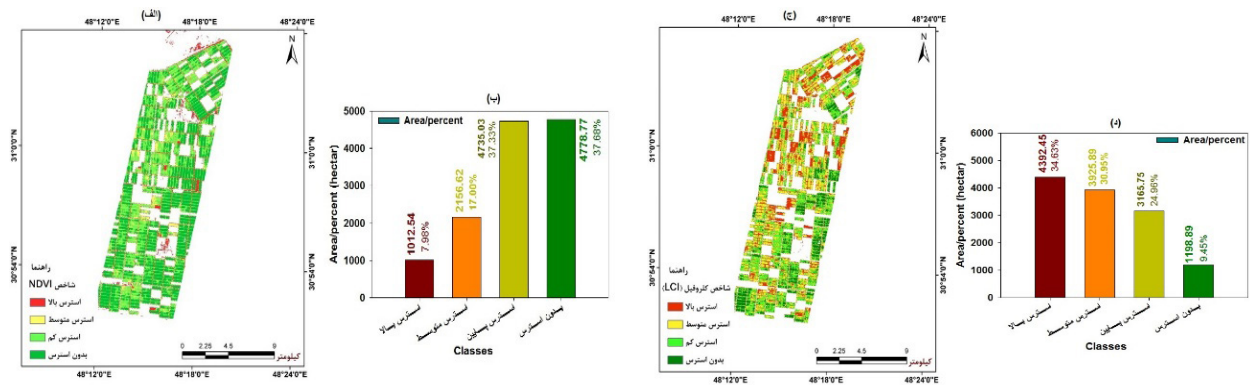 (الف)
48°12'0"E
48°18'0"E
48°24'0"E
N
31°0'0"N
30°54'0"N
راهنما
شاخص NDVI
استرس بالا
استرس متوسط
استرس کم
بدون استرس
0 2.25 4.5 9
کیلومتر
48°12'0"E
48°18'0"E
48°24'0"E
(ب)
Area/percent
Area/percent (hectar)
5000
4000
3000
2000
1000
0
1012.54
7.98%
2156.62
17.00%
4735.03
37.33%
4778.77
37.68%
استرس بالا
استرس متوسط
استرس پایین
بدون استرس
Classes
(ج)
48°12'0"E
48°18'0"E
48°24'0"E
N
31°0'0"N
30°54'0"N
راهنما
شاخص کلروفیل (LCI)
استرس بالا
استرس متوسط
استرس کم
بدون استرس
0 2.25 4.5 9
کیلومتر
48°12'0"E
48°18'0"E
48°24'0"E
(د)
Area/percent
Area/percent (hectar)
6000
5000
4000
3000
2000
1000
0
4392.45
34.63%
3925.89
30.95%
3165.75
24.96%
1198.89
9.45%
استرس بالا
استرس متوسط
استرس پایین
بدون استرس
Classes
31°0'0"N
30°54'0"N